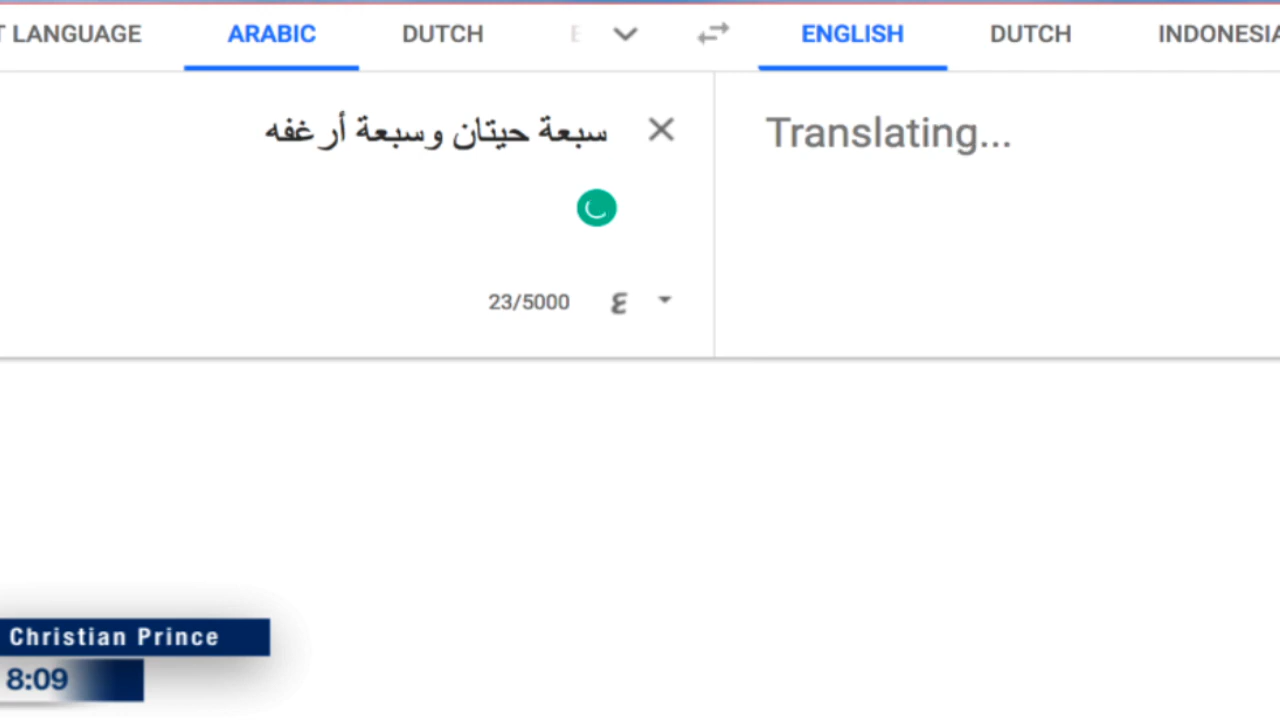 T LANGUAGE ARABIC DUTCH E ENGLISH DUTCH INDONESIA
سبعة حيتان وسبعة أرغفه
Translating...
23/5000 ع
Christian Prince
8:09